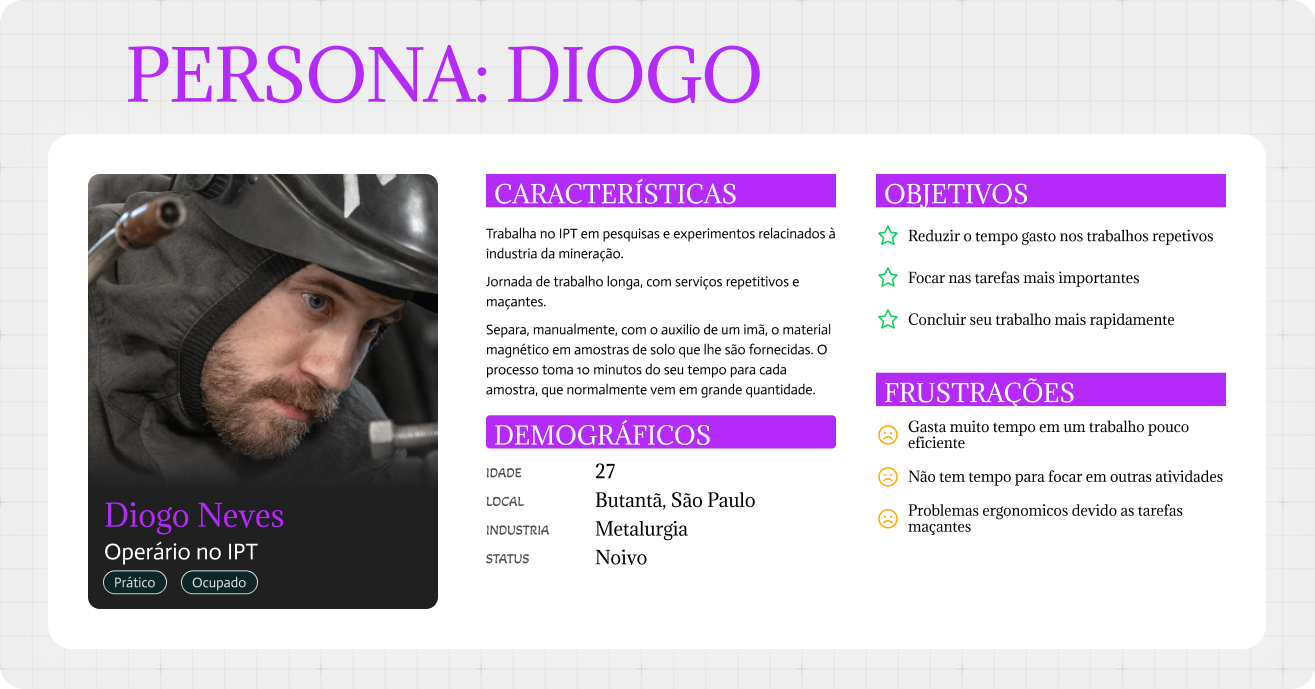 PERSONA: DIOGO
Diogo Neves
Operário no IPT
Prático
Ocupado
CARACTERÍSTICAS
Trabalha no IPT em pesquisas e experimentos relacinados à
industria da mineração.
Jornada de trabalho longa, com serviços repetitivos e
maçantes.
Separa, manualmente, com o auxilio de um imã, o material
magnético em amostras de solo que lhe são fornecidas. O
processo toma 10 minutos do seu tempo para cada
amostra, que normalmente vem em grande quantidade.
DEMOGRÁFICOS
IDADE 27
LOCAL Butantã, São Paulo
INDUSTRIA Metalurgia
STATUS Noivo
OBJETIVOS
Reduzir o tempo gasto nos trabalhos repetivos
Focar nas tarefas mais importantes
Concluir seu trabalho mais rapidamente
FRUSTRAÇÕES
Gasta muito tempo em um trabalho pouco
eficiente
Não tem tempo para focar em outras atividades
Problemas ergonomicos devido as tarefas
maçantes